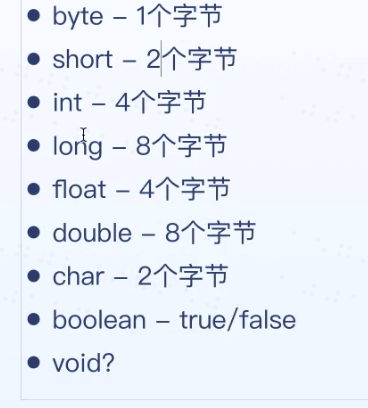 byte – 1个字节
short – 2个字节
int – 4个字节
long – 8个字节
float – 4个字节
double – 8个字节
char – 2个字节
boolean – true/false
void?